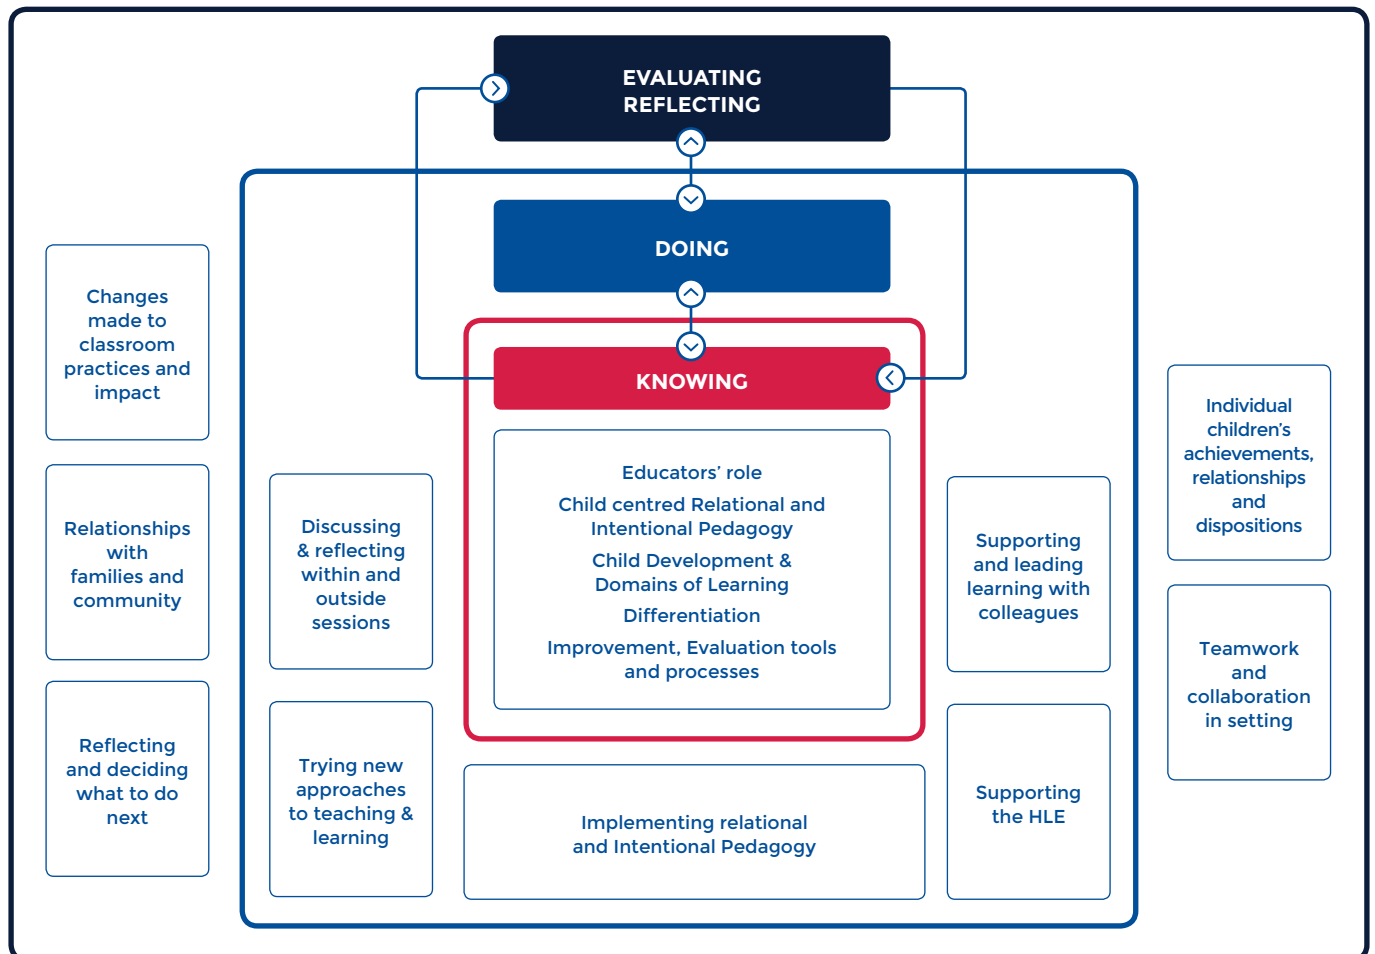 EVALUATING
REFLECTING
DOING
KNOWING
Educators’ role
Child centred Relational and
Intentional Pedagogy
Child Development &
Domains of Learning
Differentiation
Improvement, Evaluation tools
and processes
Changes
made to
classroom
practices and
impact
Relationships
with
families and
community
Reflecting
and deciding
what to do
next
Discussing
& reflecting
within and
outside
sessions
Trying new
approaches
to teaching &
learning
Implementing relational
and Intentional Pedagogy
Supporting
and leading
learning with
colleagues
Supporting
the HLE
Individual
children’s
achievements,
relationships
and
dispositions
Teamwork
and
collaboration
in setting